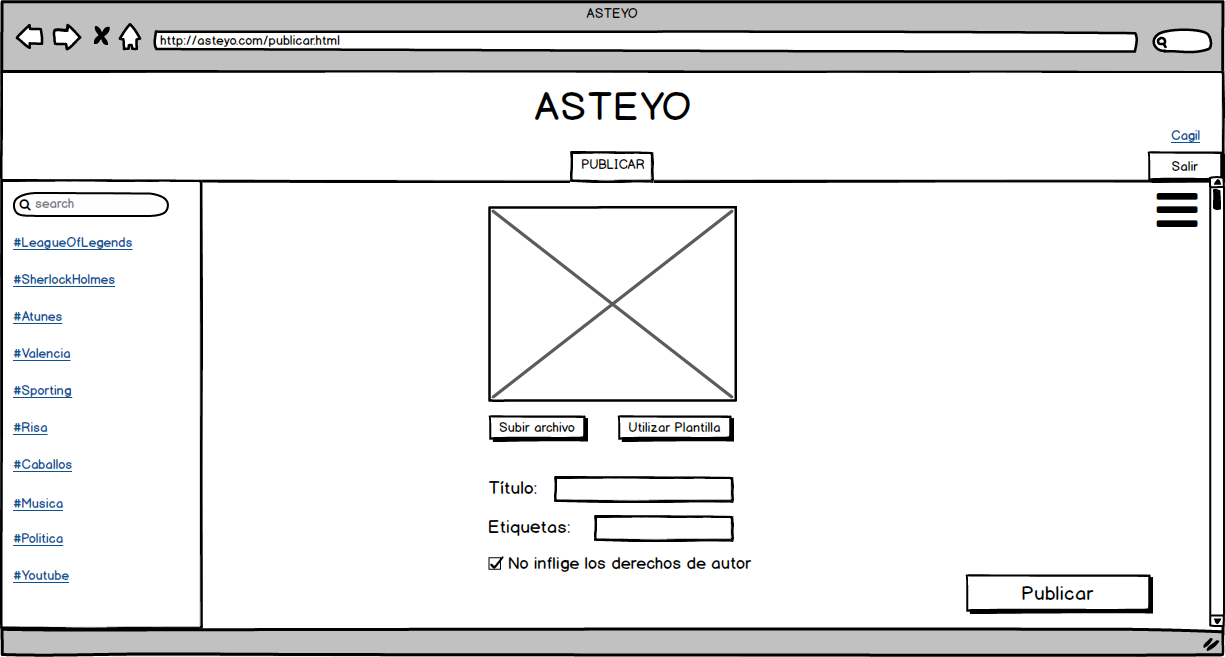 ASTEYO
http://asteyo.com/publicar.html
ASTEYO
Cagil
PUBLICAR
Salir
search
#LeagueOfLegends
#SherlockHolmes
#Atunes
#Valencia
#Sporting
#Risa
#Caballos
#Musica
#Politica
#Youtube
Subir archivo
Utilizar Plantilla
Título:
Etiquetas:
No inflige los derechos de autor
Publicar